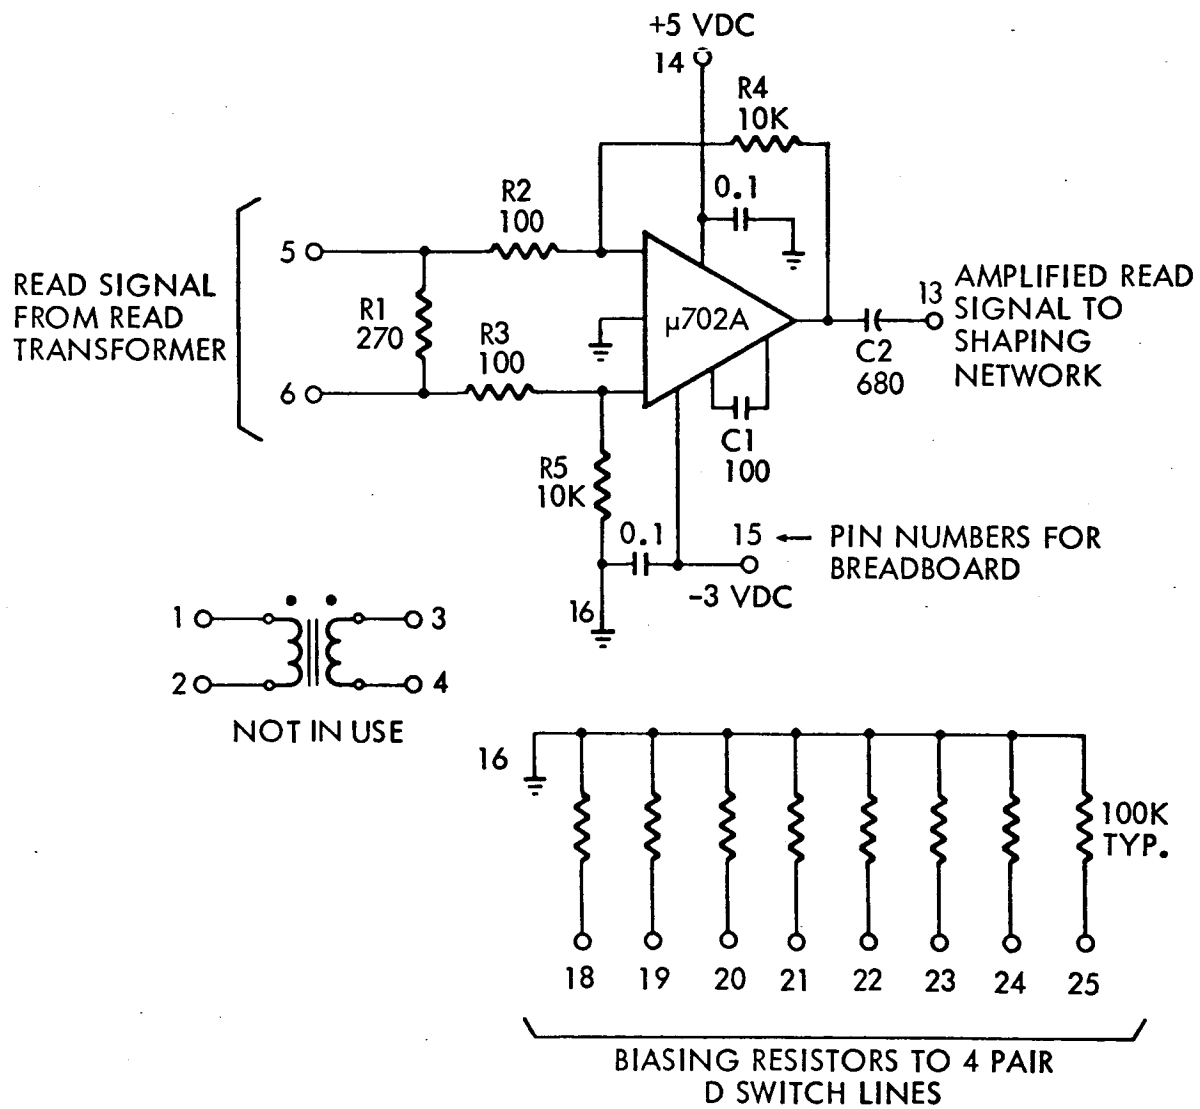 +5 VDC
14
R4
10K
R2
100
0.1
5
READ SIGNAL
FROM READ
TRANSFORMER
R1
270
R3
100
μ702A
13
AMPLIFIED READ
SIGNAL TO
SHAPING
NETWORK
C2
680
6
C1
100
R5
10K
0.1
15 ← PIN NUMBERS FOR
BREADBOARD
-3 VDC
16
1
3
2
4
NOT IN USE
16
100K
TYP.
18 19 20 21 22 23 24 25
BIASING RESISTORS TO 4 PAIR
D SWITCH LINES